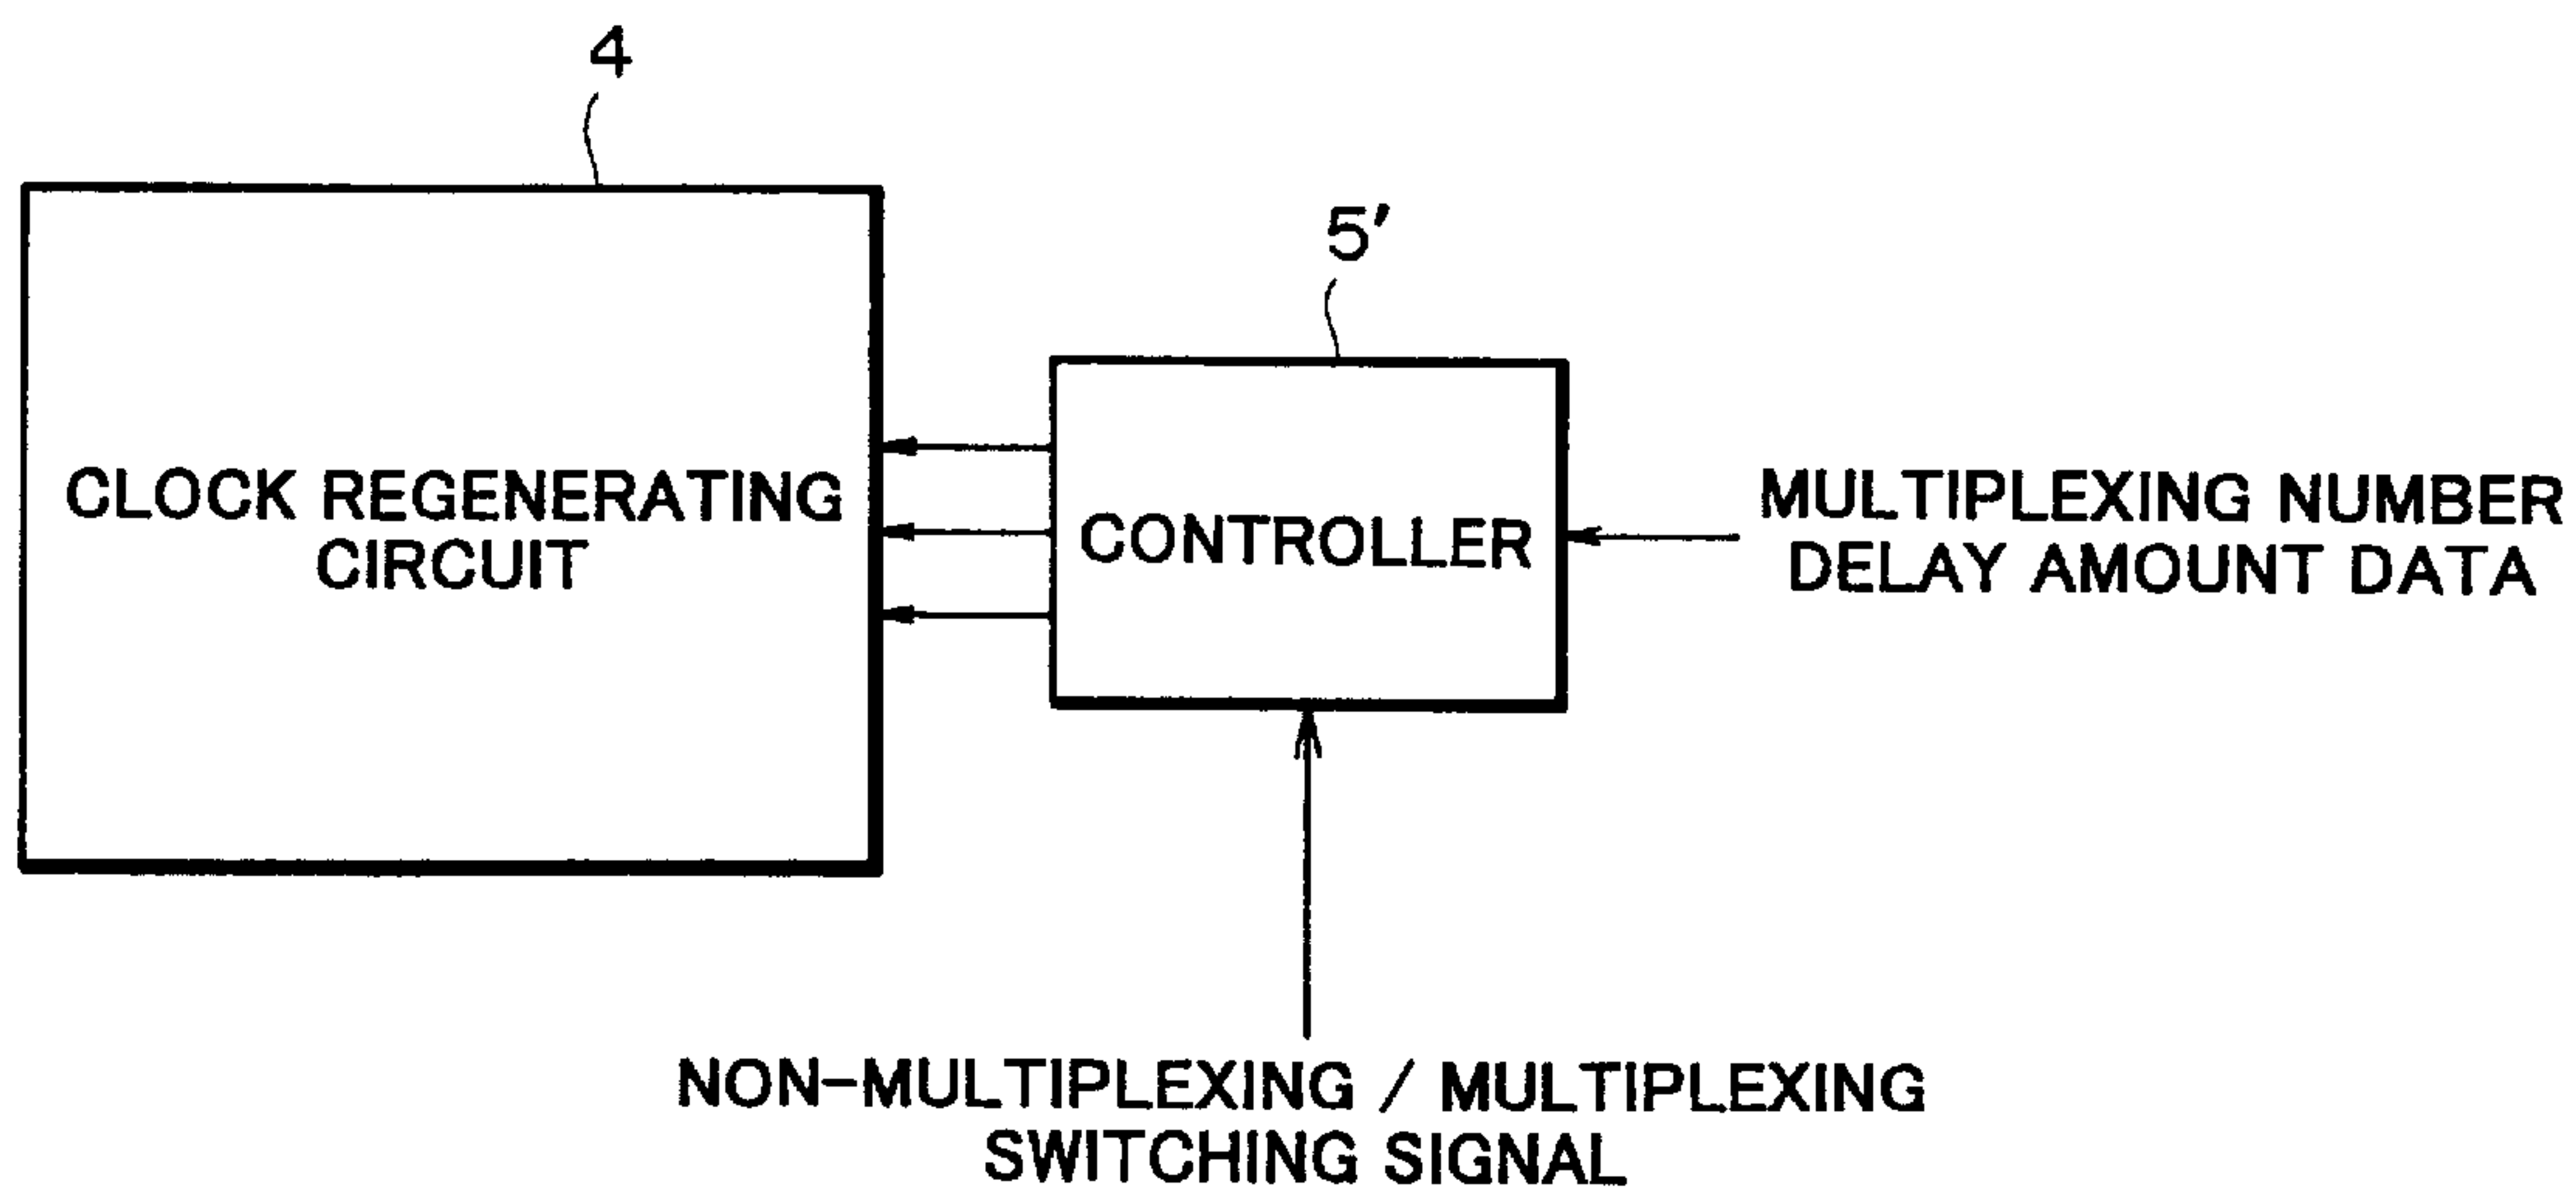 4
5'
CLOCK REGENERATING
CIRCUIT
CONTROLLER
MULTIPLEXING NUMBER
DELAY AMOUNT DATA
NON-MULTIPLEXING / MULTIPLEXING
SWITCHING SIGNAL